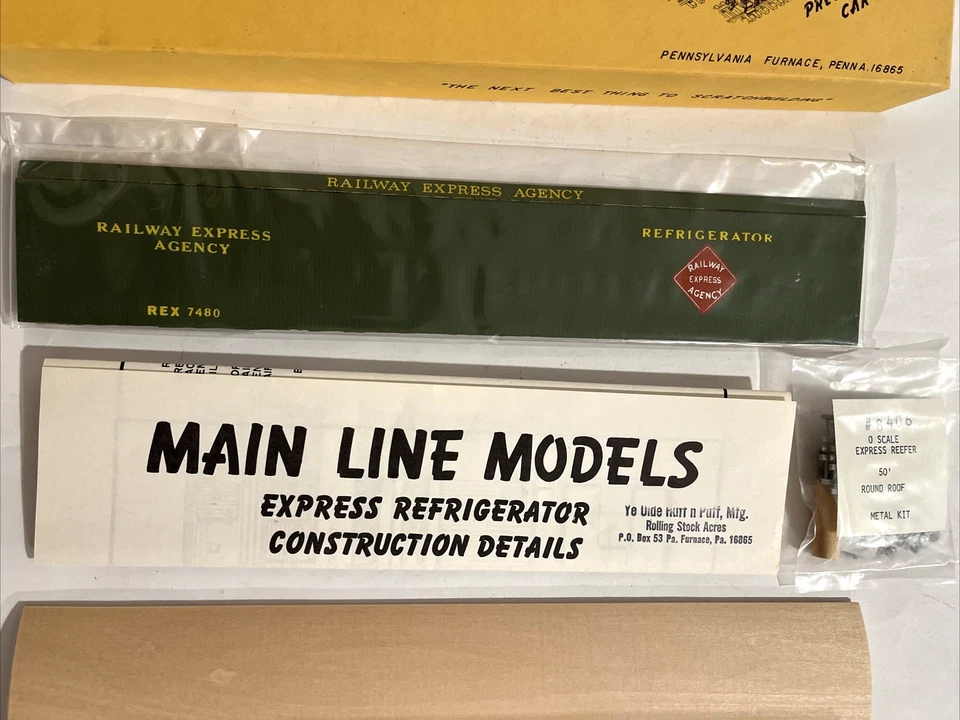 CAR
PENNSYLVANIA FURNACE, PENNA. 16865
"THE NEXT BEST THING TO SCRATCHBUILDING"
RAILWAY EXPRESS AGENCY
RAILWAY EXPRESS
AGENCY
REX 7480
REFRIGERATOR
RAILWAY
EXPRESS
AGENCY
MAIN LINE MODELS
EXPRESS REFRIGERATOR
CONSTRUCTION DETAILS
Ye Olde Huff n Puff, Mfg.
Rolling Stock Acres
P.O. Box 53 Pa. Furnace, Pa. 16865
O SCALE
EXPRESS REEFER
50'
ROUND ROOF
METAL KIT